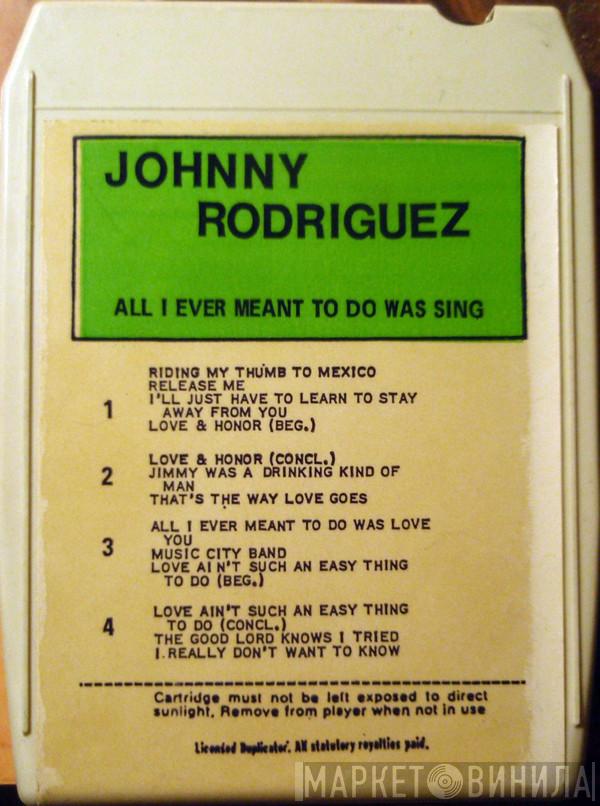 JOHNNY
RODRIGUEZ
ALL I EVER MEANT TO DO WAS SING
1
RIDING MY THUMB TO MEXICO
RELEASE ME
I'LL JUST HAVE TO LEARN TO STAY
AWAY FROM YOU
LOVE & HONOR (BEG.)
2
LOVE & HONOR (CONCL.)
JIMMY WAS A DRINKING KIND OF
MAN
THAT'S THE WAY LOVE GOES
3
ALL I EVER MEANT TO DO WAS LOVE
YOU
MUSIC CITY BAND
LOVE AIN'T SUCH AN EASY THING
TO DO (BEG.)
4
LOVE AIN'T SUCH AN EASY THING
TO DO (CONCL.)
THE GOOD LORD KNOWS I TRIED
I REALLY DON'T WANT TO KNOW
Cartridge must not be left exposed to direct
sunlight. Remove from player when not in use
Licensed Duplicator. All statutory royalties paid.
МАРКЕТ ВИНИЛА